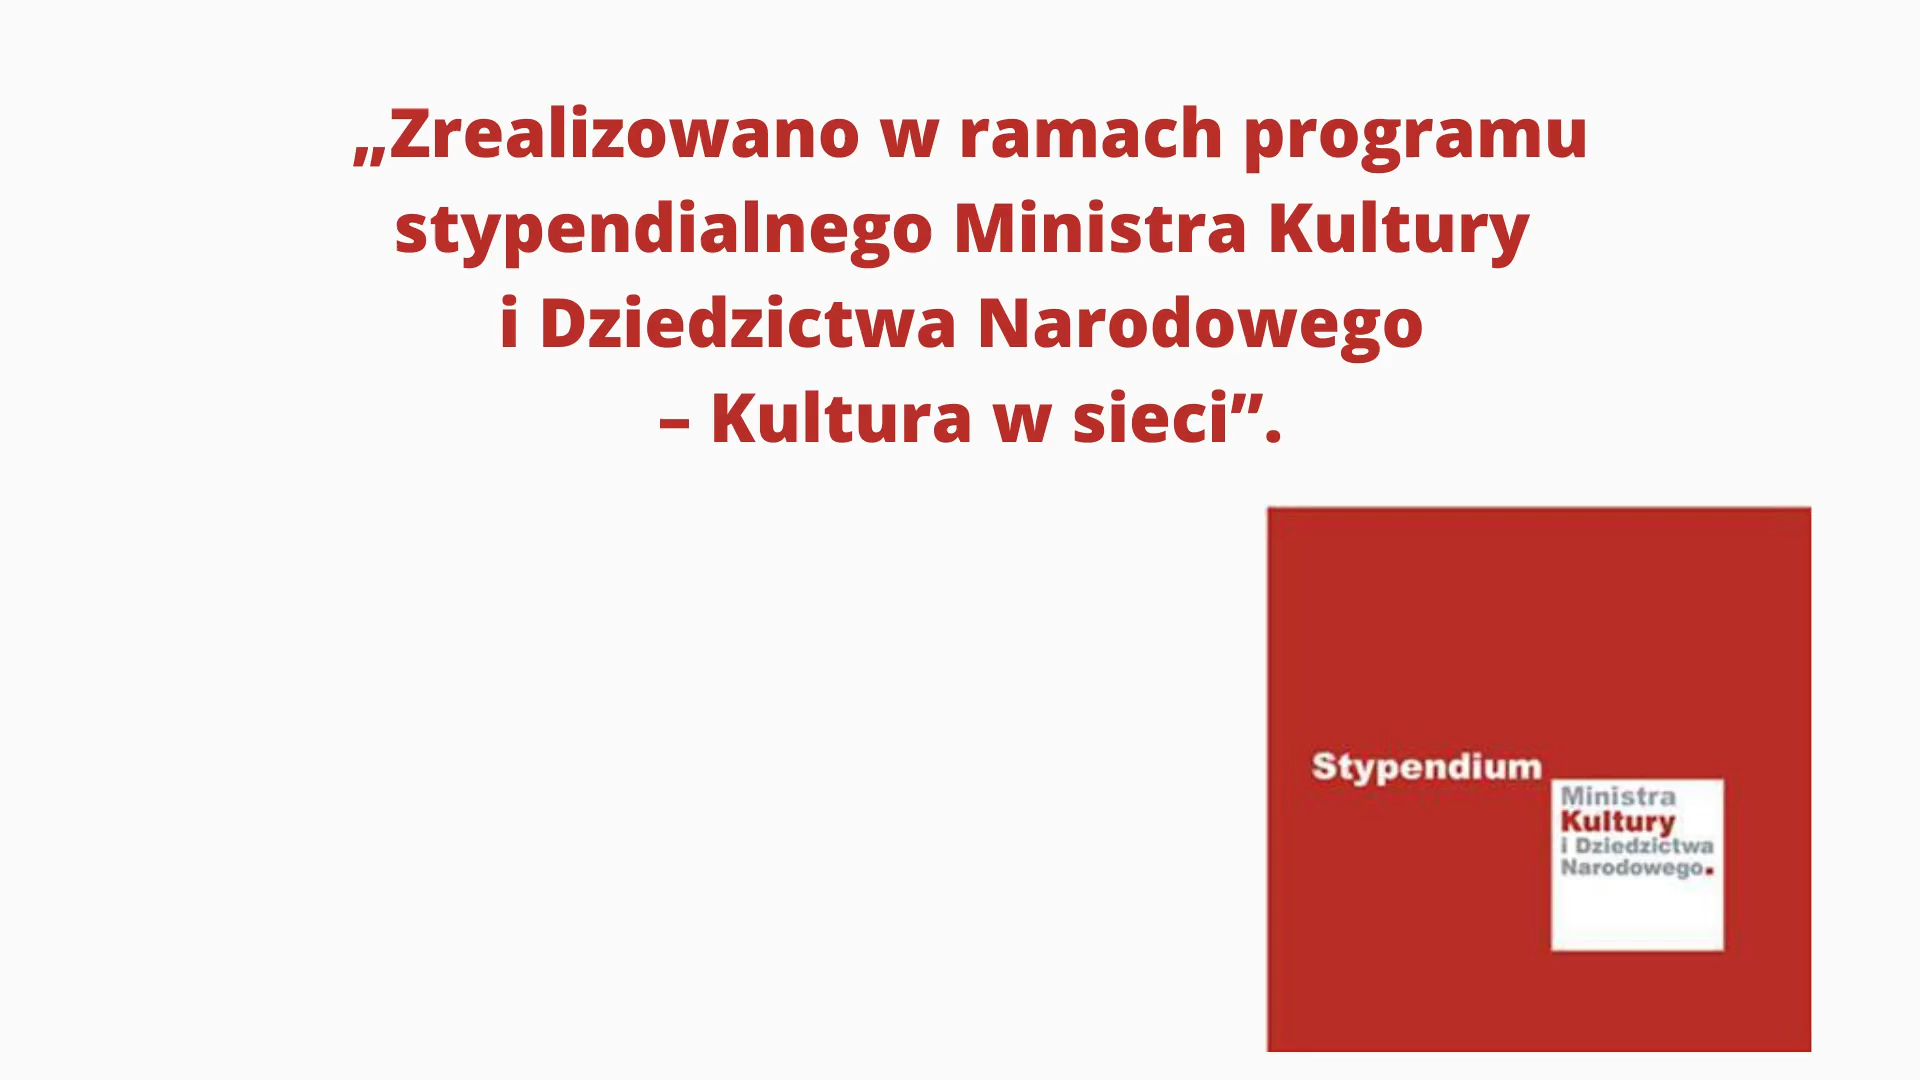 „Zrealizowano w ramach programu
stypendialnego Ministra Kultury
i Dziedzictwa Narodowego
– Kultura w sieci”.
Stypendium
Ministra
Kultury
i Dziedzictwa
Narodowego.